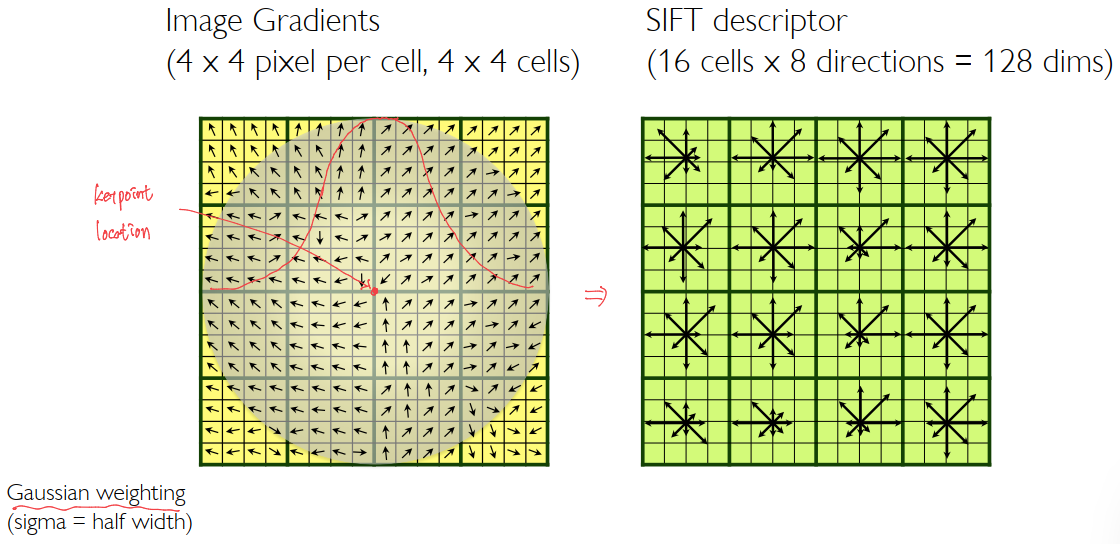 Image Gradients
(4 x 4 pixel per cell, 4 x 4 cells)
SIFT descriptor
(16 cells x 8 directions = 128 dims)
keypoint
location
⇒
Gaussian weighting
(sigma = half width)